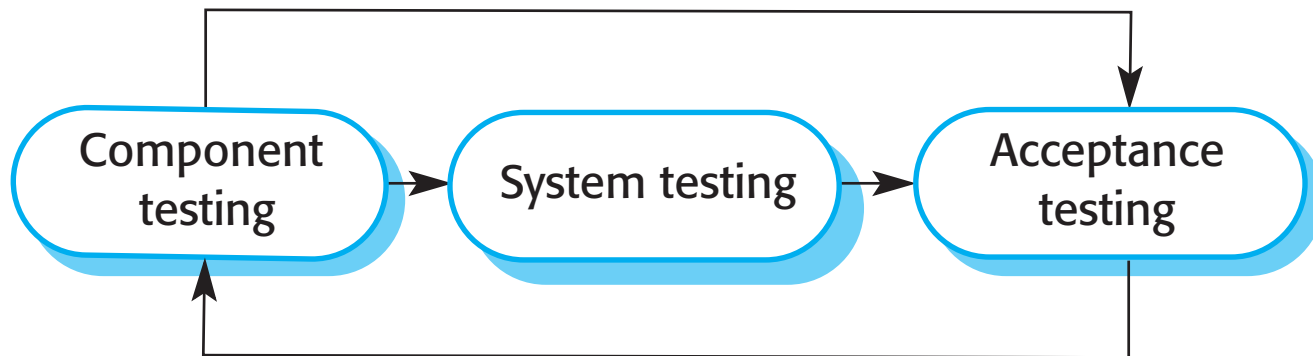 Component
testing
System testing
Acceptance
testing